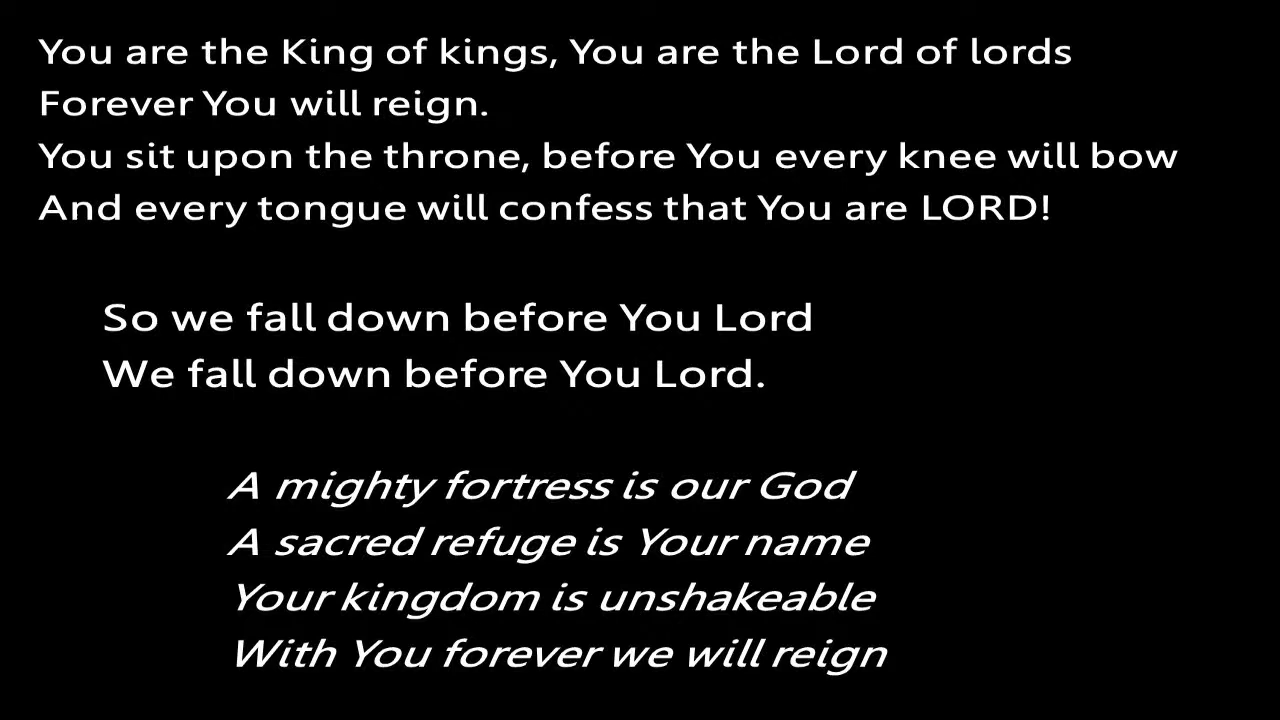 You are the King of kings, You are the Lord of lords
Forever You will reign.
You sit upon the throne, before You every knee will bow
And every tongue will confess that You are LORD!
So we fall down before You Lord
We fall down before You Lord.
A mighty fortress is our God
A sacred refuge is Your name
Your kingdom is unshakeable
With You forever we will reign